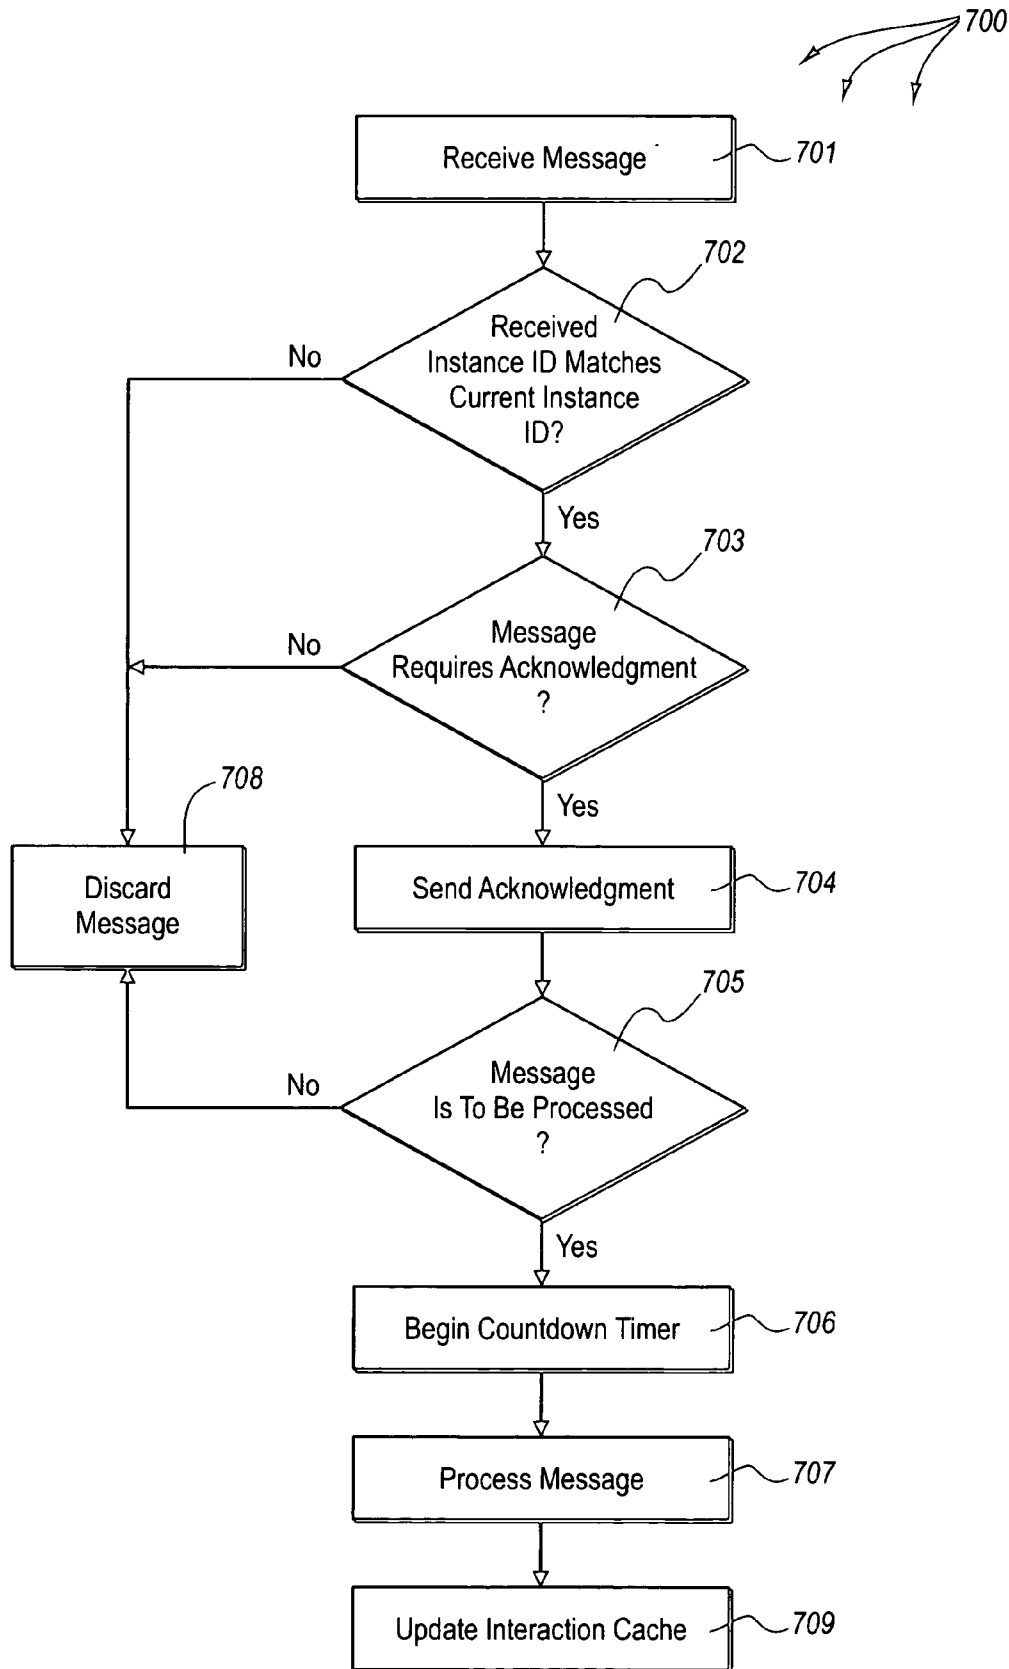 700
Receive Message
701
702
Received
Instance ID Matches
Current Instance
ID?
No
Yes
703
Message
Requires Acknowledgment
?
No
Yes
708
Discard
Message
Send Acknowledgment
704
705
Message
Is To Be Processed
?
No
Yes
Begin Countdown Timer
706
Process Message
707
Update Interaction Cache
709